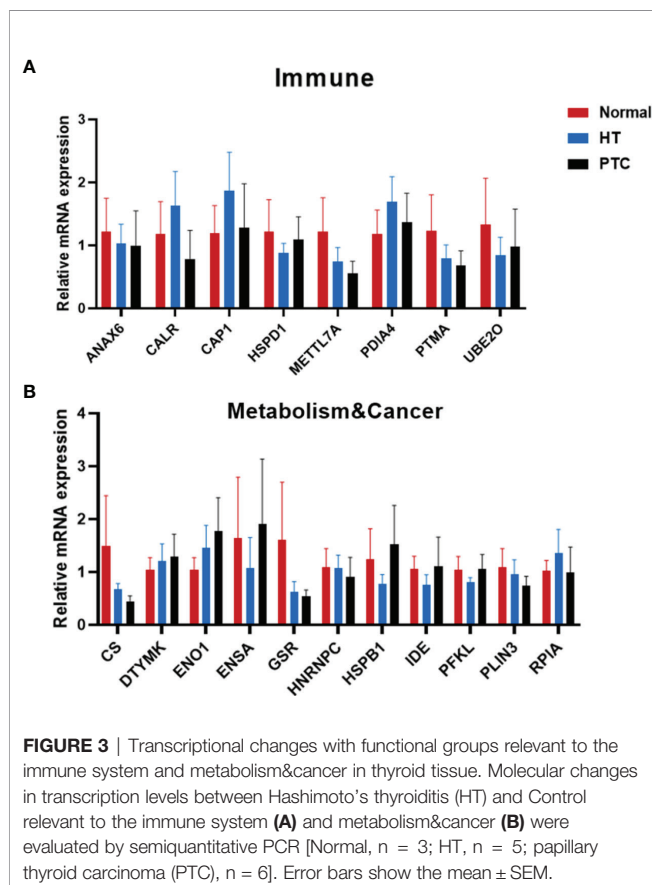 A
Immune
Normal
HT
PTC
Relative mRNA expression
3
2
1
0
ANAX6
CALR
CAP1
HSPD1
METTL7A
PDIA4
PTMA
UBE2O
B
Metabolism&Cancer
Relative mRNA expression
4
3
2
1
0
CS
DTYMK
ENO1
ENSA
GSR
HNRNPC
HSPB1
IDE
PFKL
PLIN3
RPIA
FIGURE 3 | Transcriptional changes with functional groups relevant to the
immune system and metabolism&cancer in thyroid tissue. Molecular changes
in transcription levels between Hashimoto's thyroiditis (HT) and Control
relevant to the immune system (A) and metabolism&cancer (B) were
evaluated by semiquantitative PCR [Normal, n = 3; HT, n = 5; papillary
thyroid carcinoma (PTC), n = 6]. Error bars show the mean ± SEM.